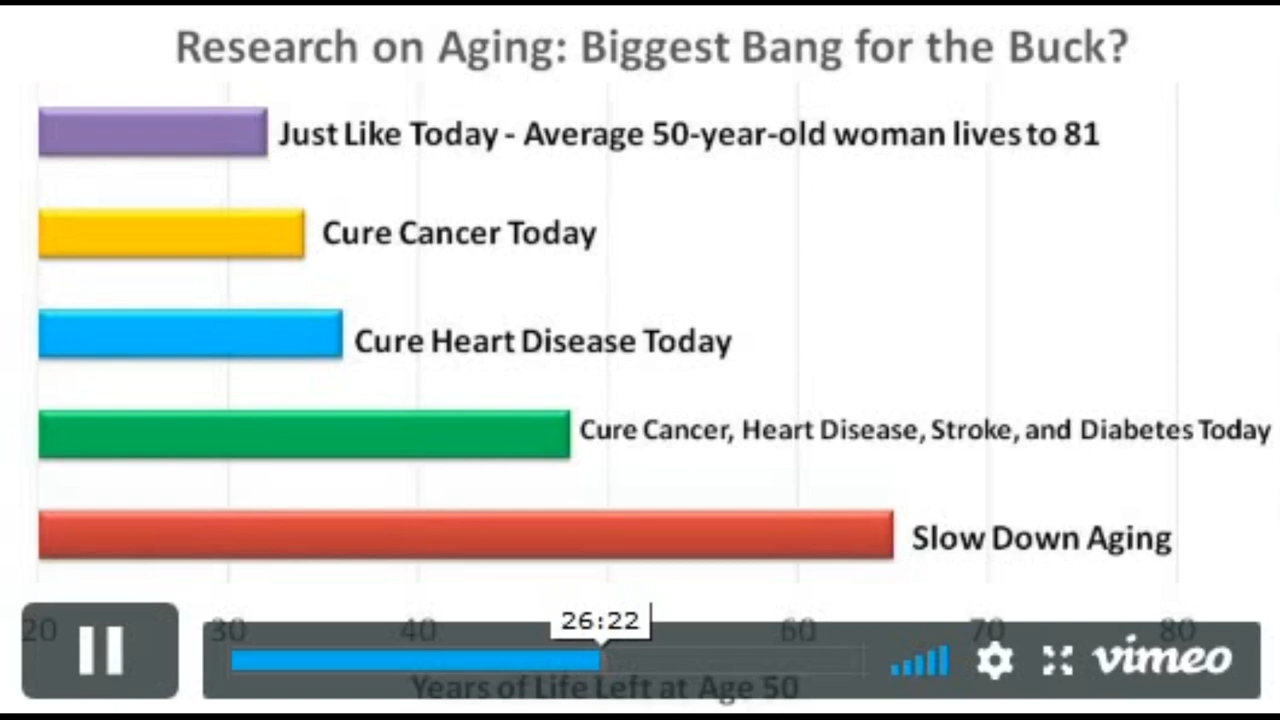 Research on Aging: Biggest Bang for the Buck?
Just Like Today - Average 50-year-old woman lives to 81
Cure Cancer Today
Cure Heart Disease Today
Cure Cancer, Heart Disease, Stroke, and Diabetes Today
Slow Down Aging
26:22
20 30 40 60 70 80
vimeo
Years of Life Left at Age 50